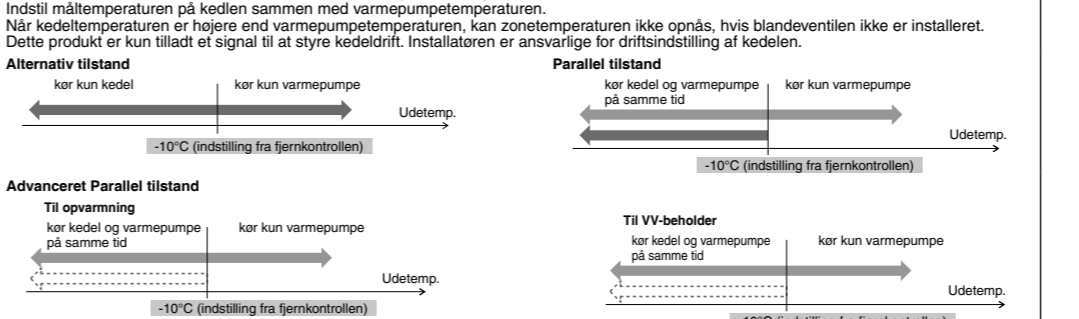 Indstil måltemperaturen på kedlen sammen med varmepumpetemperaturen.
Når kedeltemperaturen er højere end varmepumpetemperaturen, kan zonetemperaturen ikke opnås, hvis blandeventilen ikke er installeret.
Dette produkt er kun tilladt et signal til at styre kedeldrift. Installatøren er ansvarlige for driftsindstilling af kedelen.
Alternativ tilstand
kør kun kedel
kør kun varmepumpe
Udetemp.
-10°C (indstilling fra fjernkontrollen)
Parallel tilstand
kør kedel og varmepumpe
på samme tid
kør kun varmepumpe
Udetemp.
-10°C (indstilling fra fjernkontrollen)
Advanceret Parallel tilstand
Til opvarmning
kør kedel og varmepumpe
på samme tid
kør kun varmepumpe
Udetemp.
-10°C (indstilling fra fjernkontrollen)
Til VV-beholder
kør kedel og varmepumpe
på samme tid
kør kun varmepumpe
Udetemp.
-10°C (indstilling fra fjernkontrollen)